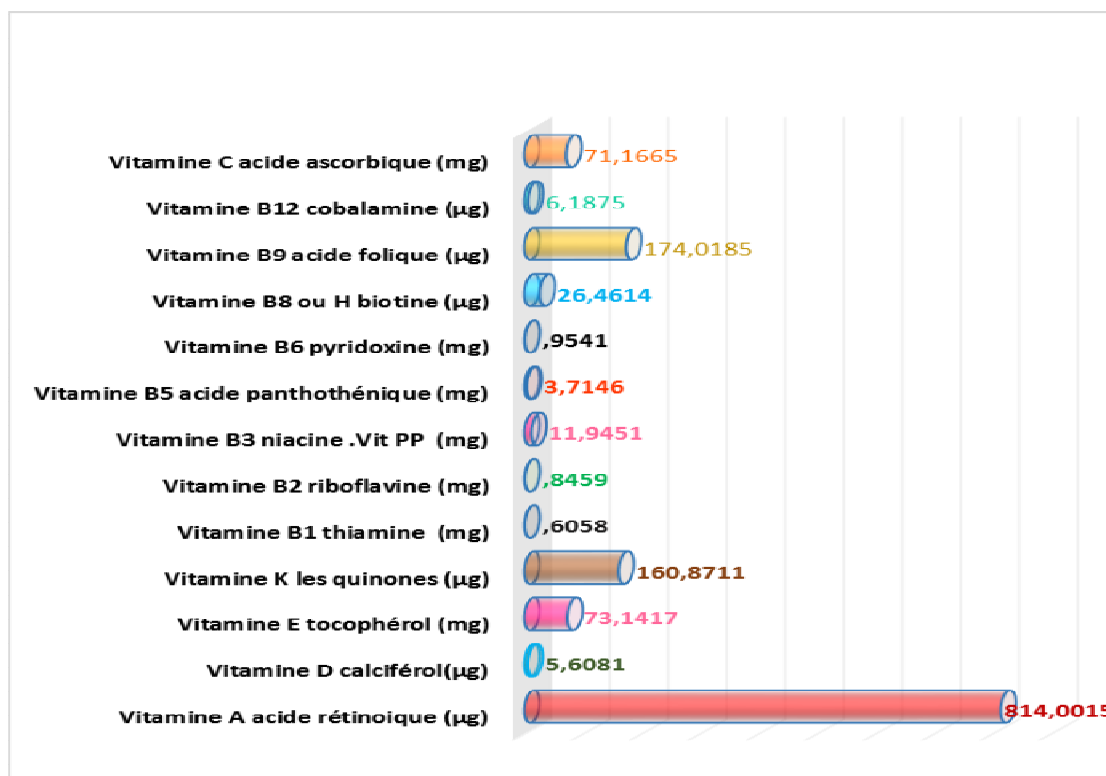 Vitamine C acide ascorbique (mg) 71,1665
Vitamine B12 cobalamine (µg) 6,1875
Vitamine B9 acide folique (µg) 174,0185
Vitamine B8 ou H biotine (µg) 26,4614
Vitamine B6 pyridoxine (mg) ,9541
Vitamine B5 acide panthothénique (mg) 3,7146
Vitamine B3 niacine .Vit PP (mg) 11,9451
Vitamine B2 riboflavine (mg) ,8459
Vitamine B1 thiamine (mg) ,6058
Vitamine K les quinones (µg) 160,8711
Vitamine E tocophérol (mg) 73,1417
Vitamine D calciférol(µg) 5,6081
Vitamine A acide rétinoique (µg) 814,0015